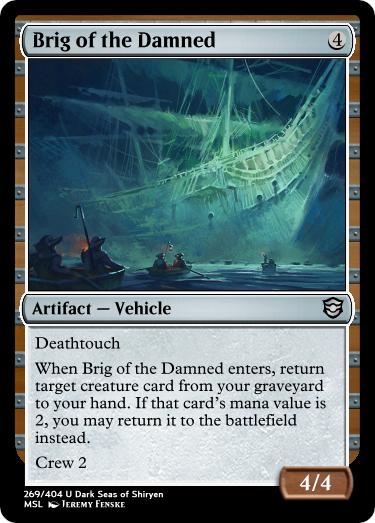 Brig of the Damned 4
Artifact — Vehicle
Deathtouch
When Brig of the Damned enters, return
target creature card from your graveyard
to your hand. If that card's mana value is
2, you may return it to the battlefield
instead.
Crew 2
4/4
269/404 U Dark Seas of Shiryen
MSL Jeremy Fenske